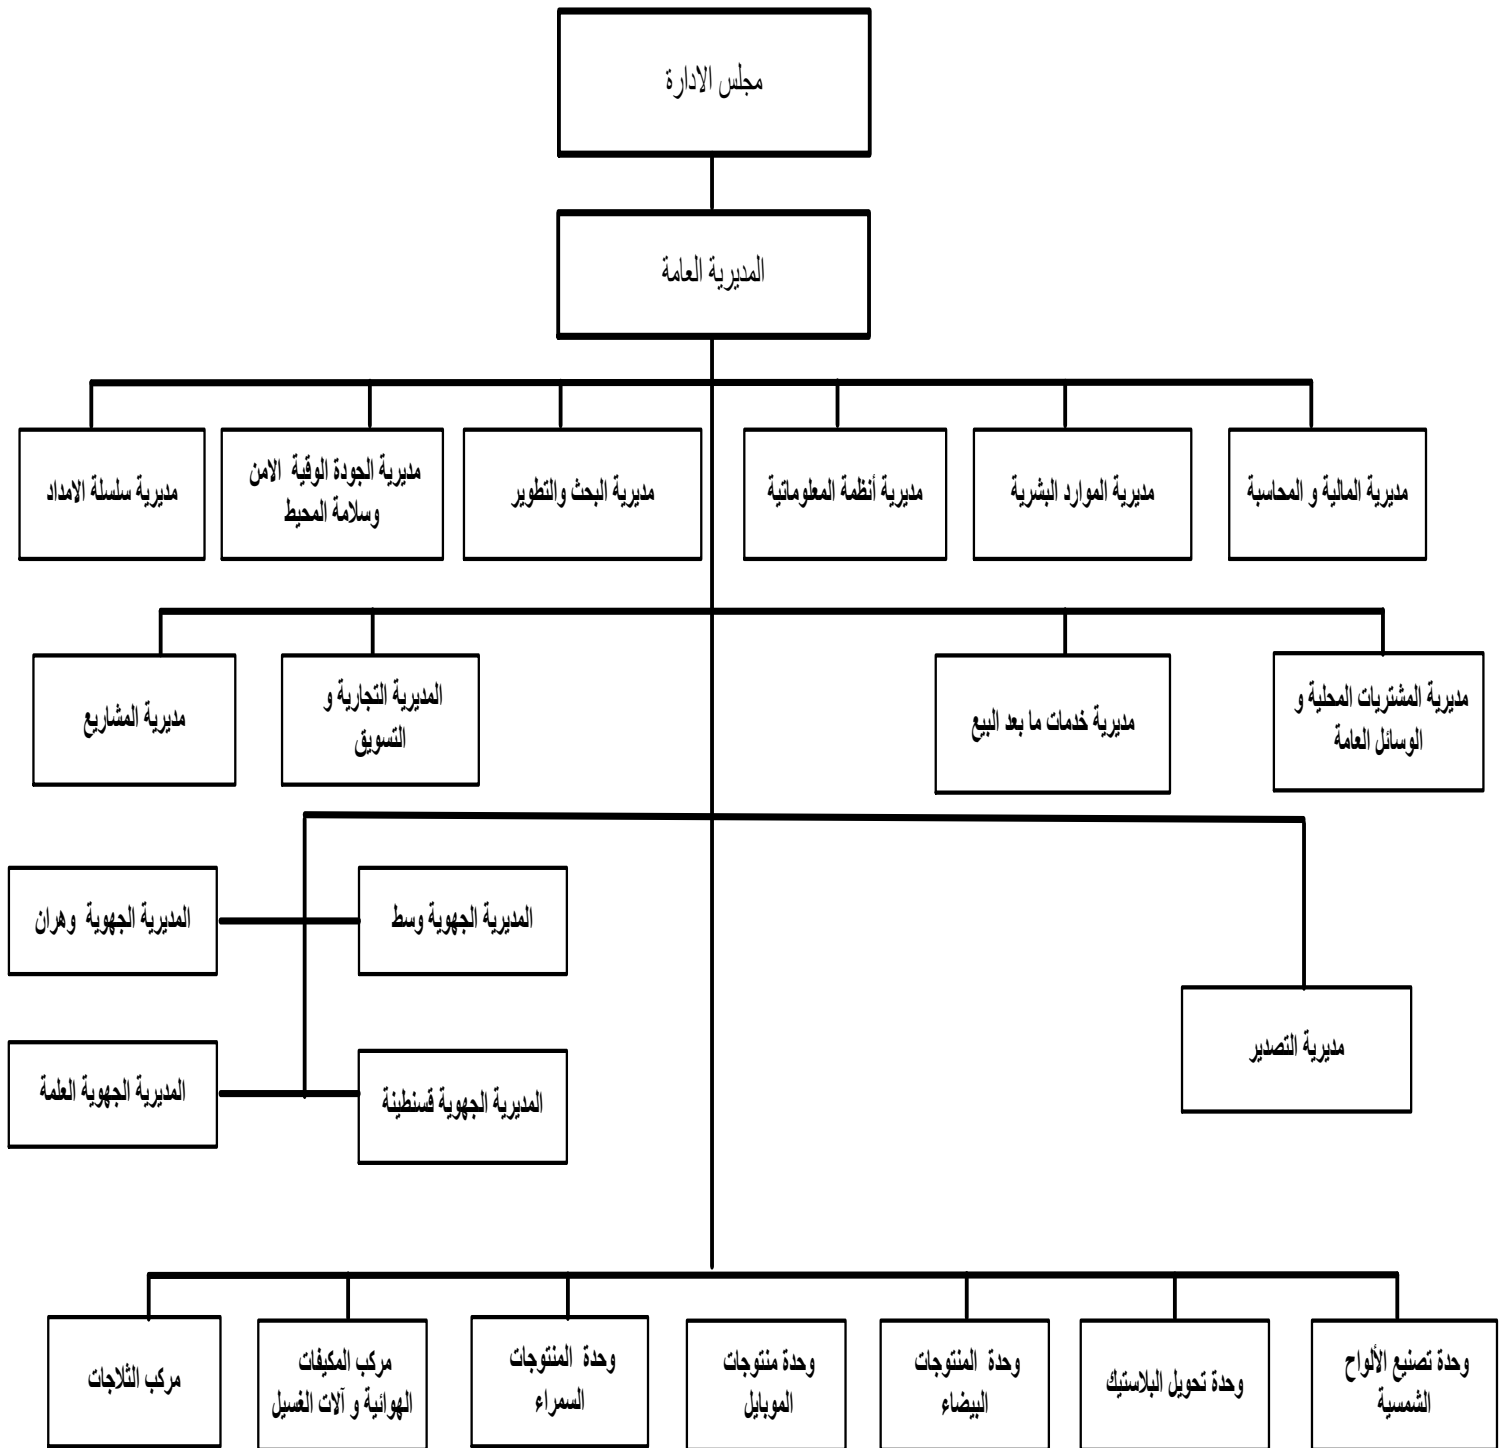 مجلس الادارة
المديرية العامة
مديرية المالية و المحاسبة
مديرية الموارد البشرية
مديرية أنظمة المعلوماتية
مديرية البحث والتطوير
مديرية الجودة الوقية الامن
وسلامة المحيط
مديرية سلسلة الامداد
مديرية المشتريات المحلية و
الوسائل العامة
مديرية خدمات ما بعد البيع
المديرية التجارية و
التسويق
مديرية المشاريع
المديرية الجهوية وسط
المديرية الجهوية وهران
مديرية التصدير
المديرية الجهوية قسنطينة
المديرية الجهوية العلمة
وحدة تصنيع الألواح
الشمسية
وحدة تحويل البلاستيك
وحدة المنتوجات
البيضاء
وحدة منتوجات
الموبايل
وحدة المنتوجات
السمراء
مركب المكيفات
الهوائية و آلات الغسيل
مركب الثلاجات